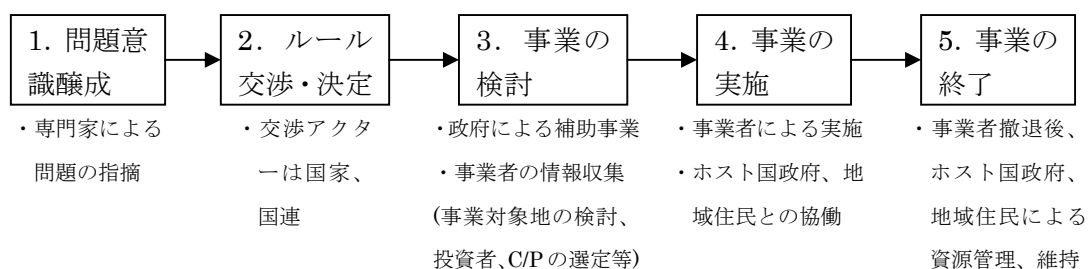 1. 問題意
識醸成
2. ルール
交渉・決定
3. 事業の
検討
4. 事業の
実施
5. 事業の
終了
・専門家による
問題の指摘
・交渉アクタ
ーは国家、
国連
・政府による補助事業
・事業者の情報収集
(事業対象地の検討、
投資者、C/P の選定等)
・事業者による実施
・ホスト国政府、地
域住民との協働
・事業者撤退後、
ホスト国政府、
地域住民による
資源管理、維持